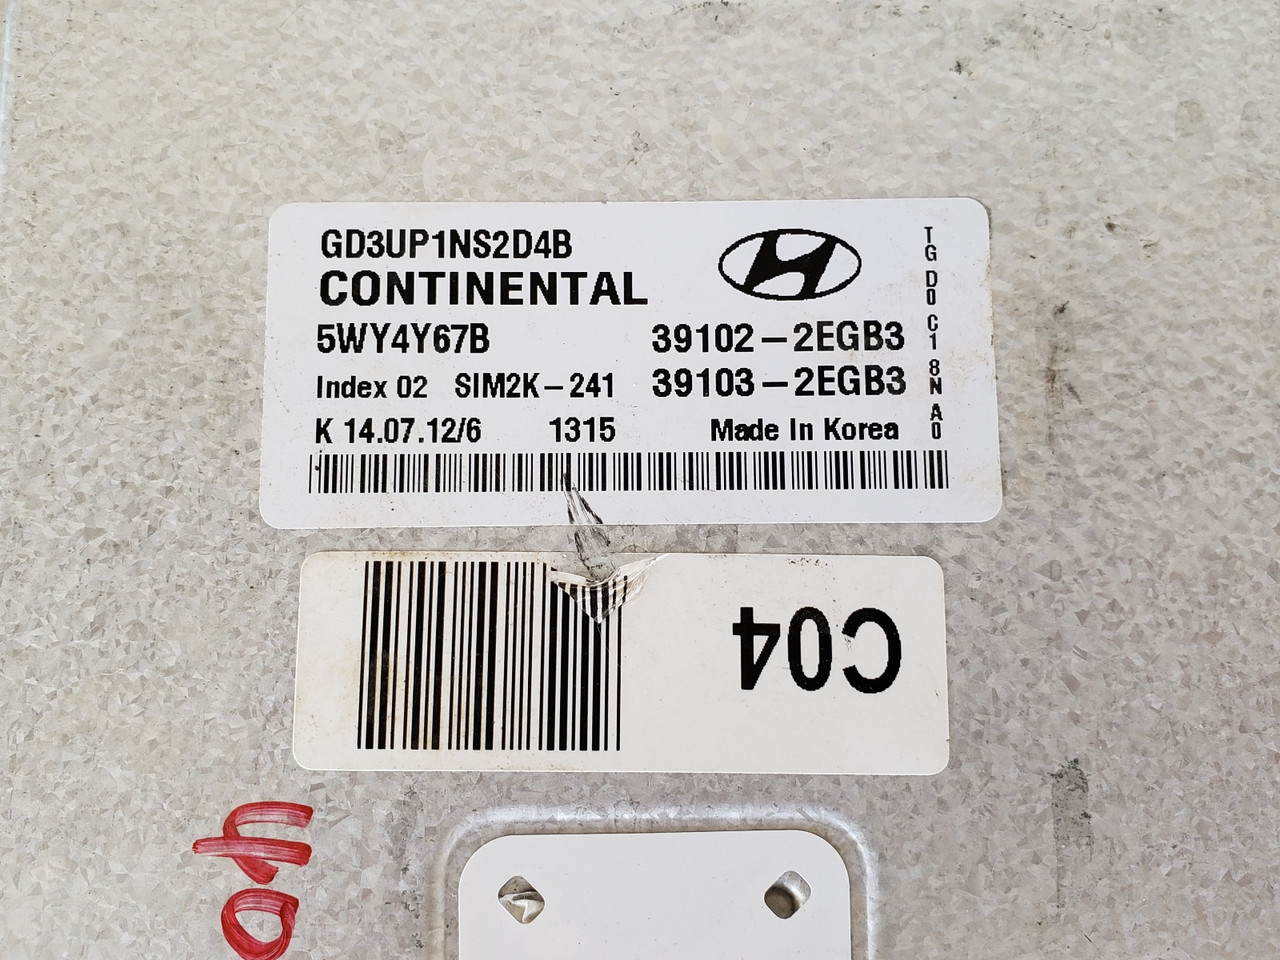 GD3UP1NS2D4B
CONTINENTAL
5WY4Y67B 39102-2EGB3
Index 02 SIM2K-241 39103-2EGB3
K 14.07.12/6 1315 Made In Korea
TG D0 C1 8N A0
C04
04